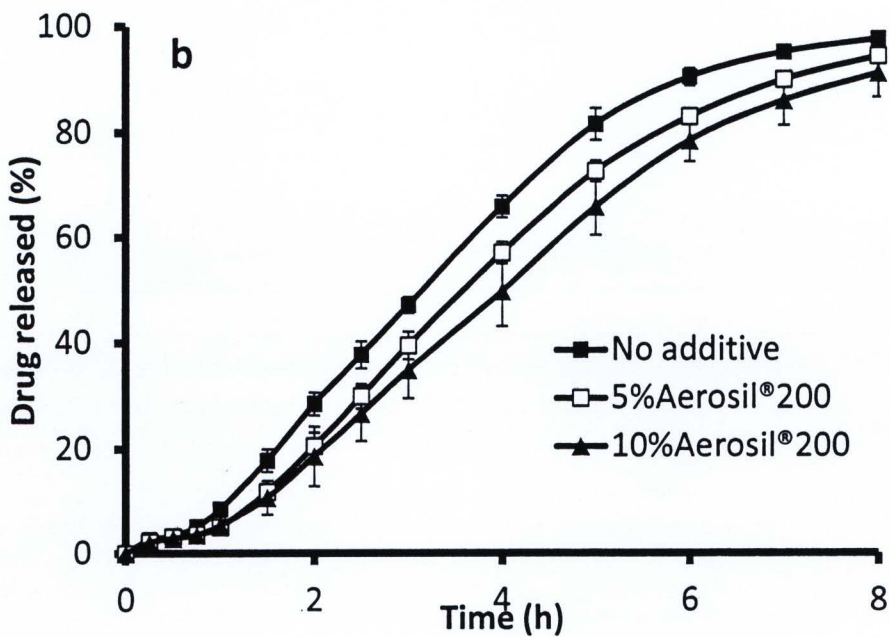 100
b
80
60
40
20
0
Drug released (%)
No additive
5%Aerosil®200
10%Aerosil®200
0 2 4 6 8
Time (h)